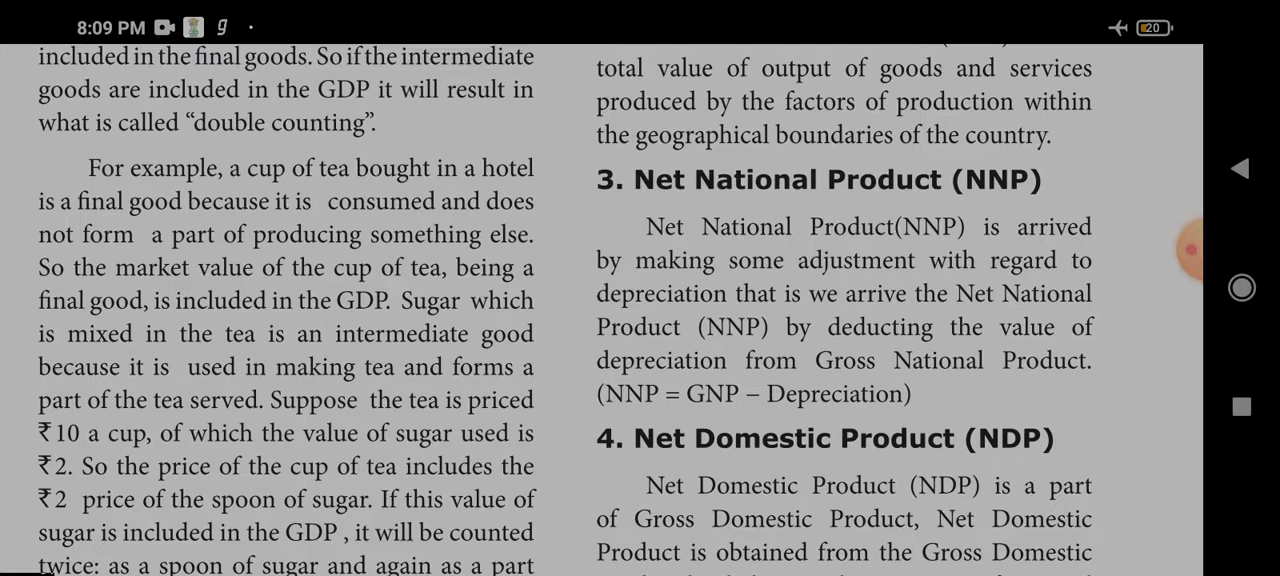 8:09 PM
g
20
included in the final goods. So if the intermediate
goods are included in the GDP it will result in
what is called “double counting”.
For example, a cup of tea bought in a hotel
is a final good because it is consumed and does
not form a part of producing something else.
So the market value of the cup of tea, being a
final good, is included in the GDP. Sugar which
is mixed in the tea is an intermediate good
because it is used in making tea and forms a
part of the tea served. Suppose the tea is priced
₹10 a cup, of which the value of sugar used is
₹2. So the price of the cup of tea includes the
₹2 price of the spoon of sugar. If this value of
sugar is included in the GDP , it will be counted
twice: as a spoon of sugar and again as a part
total value of output of goods and services
produced by the factors of production within
the geographical boundaries of the country.
3. Net National Product (NNP)
Net National Product(NNP) is arrived
by making some adjustment with regard to
depreciation that is we arrive the Net National
Product (NNP) by deducting the value of
depreciation from Gross National Product.
(NNP = GNP – Depreciation)
4. Net Domestic Product (NDP)
Net Domestic Product (NDP) is a part
of Gross Domestic Product, Net Domestic
Product is obtained from the Gross Domestic